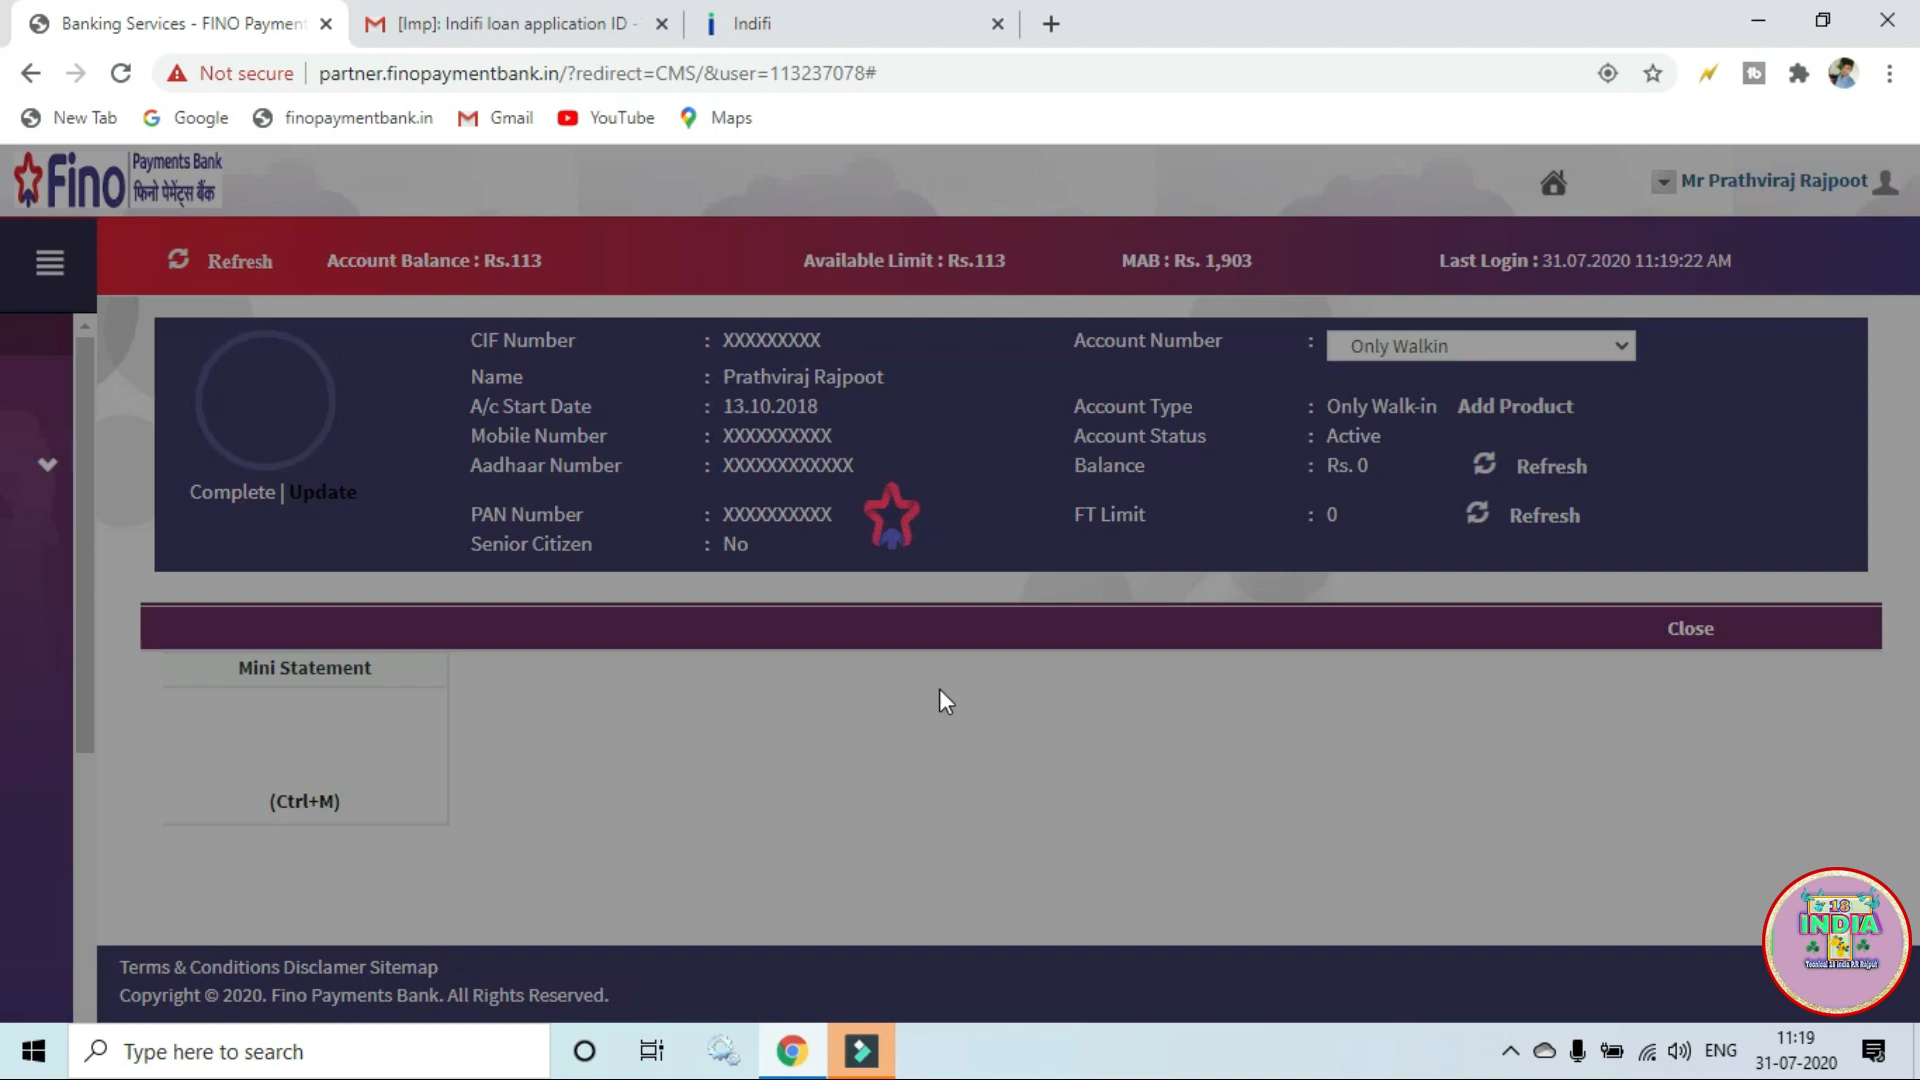 Banking Services - FINO Paymen
[Imp]: Indifi loan application ID -
Indifi
Not secure
partner.finopaymentbank.in/?redirect=CMS/&user=113237078#
New Tab
Google
finopaymentbank.in
Gmail
YouTube
Maps
Fino
Payments Bank
फिनो पेमेंट्स बैंक
Mr Prathviraj Rajpoot
Refresh
Account Balance : Rs.113
Available Limit : Rs.113
MAB : Rs. 1,903
Last Login : 31.07.2020 11:19:22 AM
CIF Number : XXXXXXXXX
Account Number : Only Walkin
Name : Prathviraj Rajpoot
A/c Start Date : 13.10.2018
Account Type : Only Walk-in Add Product
Mobile Number : XXXXXXXXXX
Account Status : Active
Aadhaar Number : XXXXXXXXXXXX
Balance : Rs. 0 Refresh
Complete | Update
PAN Number : XXXXXXXXXX
FT Limit : 0 Refresh
Senior Citizen : No
Close
Mini Statement
(Ctrl+M)
18
INDIA
T
Tecnical 18 India RR Rajput
Terms & Conditions Disclamer Sitemap
Copyright © 2020. Fino Payments Bank. All Rights Reserved.
Type here to search
ENG
11:19
31-07-2020